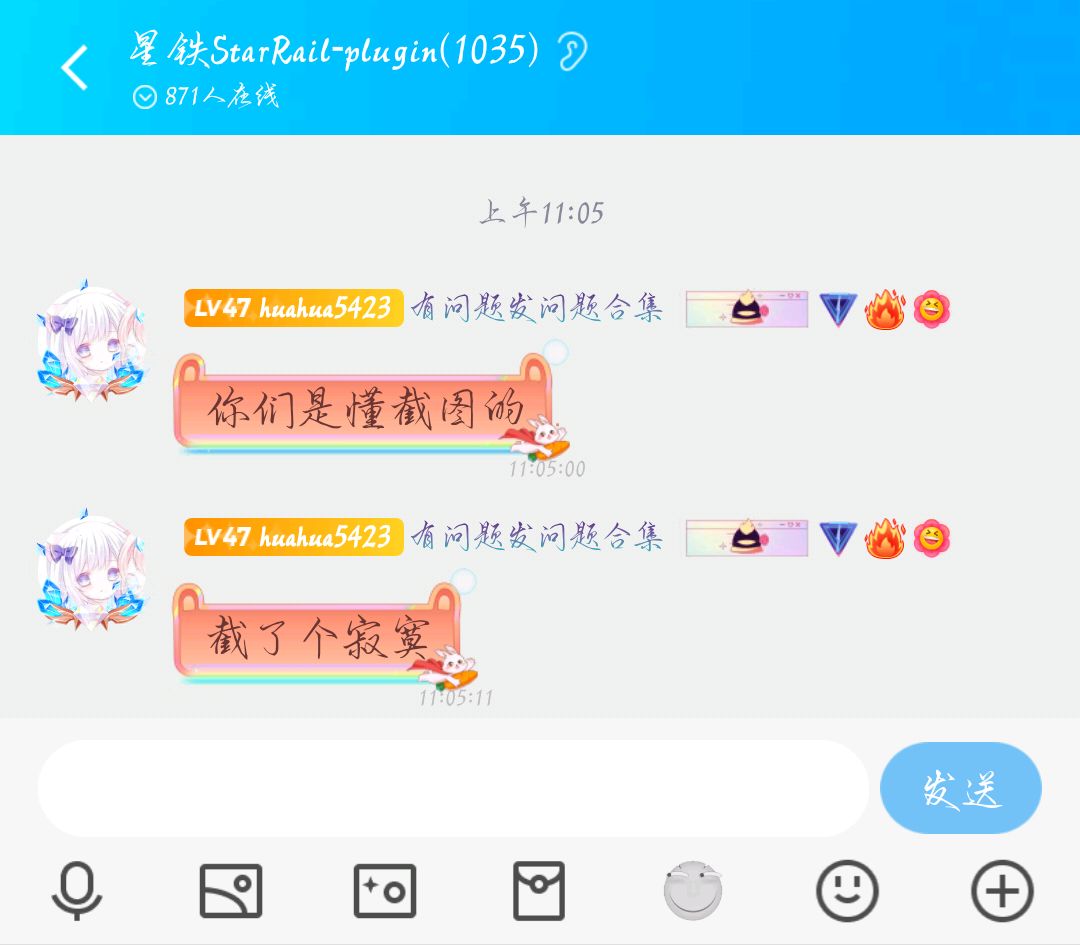 星铁StarRail-plugin(1035)
871人在线
上午11:05
LV47 huahua5423 有问题发问题合集
你们是懂截图的
11:05:00
LV47 huahua5423 有问题发问题合集
截了个寂寞
11:05:11
发送